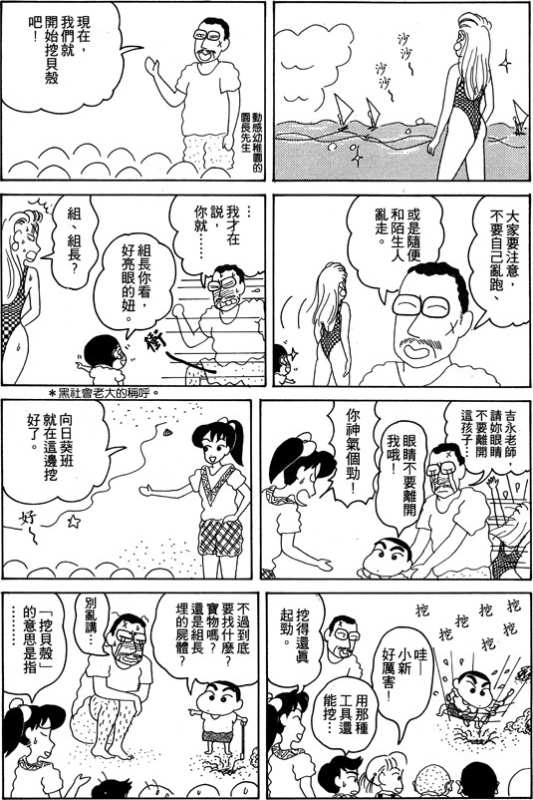 沙沙～
沙沙～
現在，
我們就
開始挖貝殼
吧！
動感幼稚園的
園長先生
大家要注意，
不要自己亂跑、
或是隨便
和陌生人
亂走。
…
我才在
說，
你就……
組長你看，
好亮眼的妞。
衝
組、組長？
＊黑社會老大的稱呼。
吉永老師，
請妳眼睛
不要離開
這孩子…
眼睛不要離開
我哦！
你神氣個勁！
向日葵班
就在這邊挖
好了。
好～
挖
挖
挖
挖
挖
哇—
小新
好厲害！
挖得還真
起勁。
用那種
工具還
能挖…
不過到底
要找什麼？
寶物嗎？
還是組長
埋的屍體？
別亂講…
「挖貝殼」
的意思是指
…………